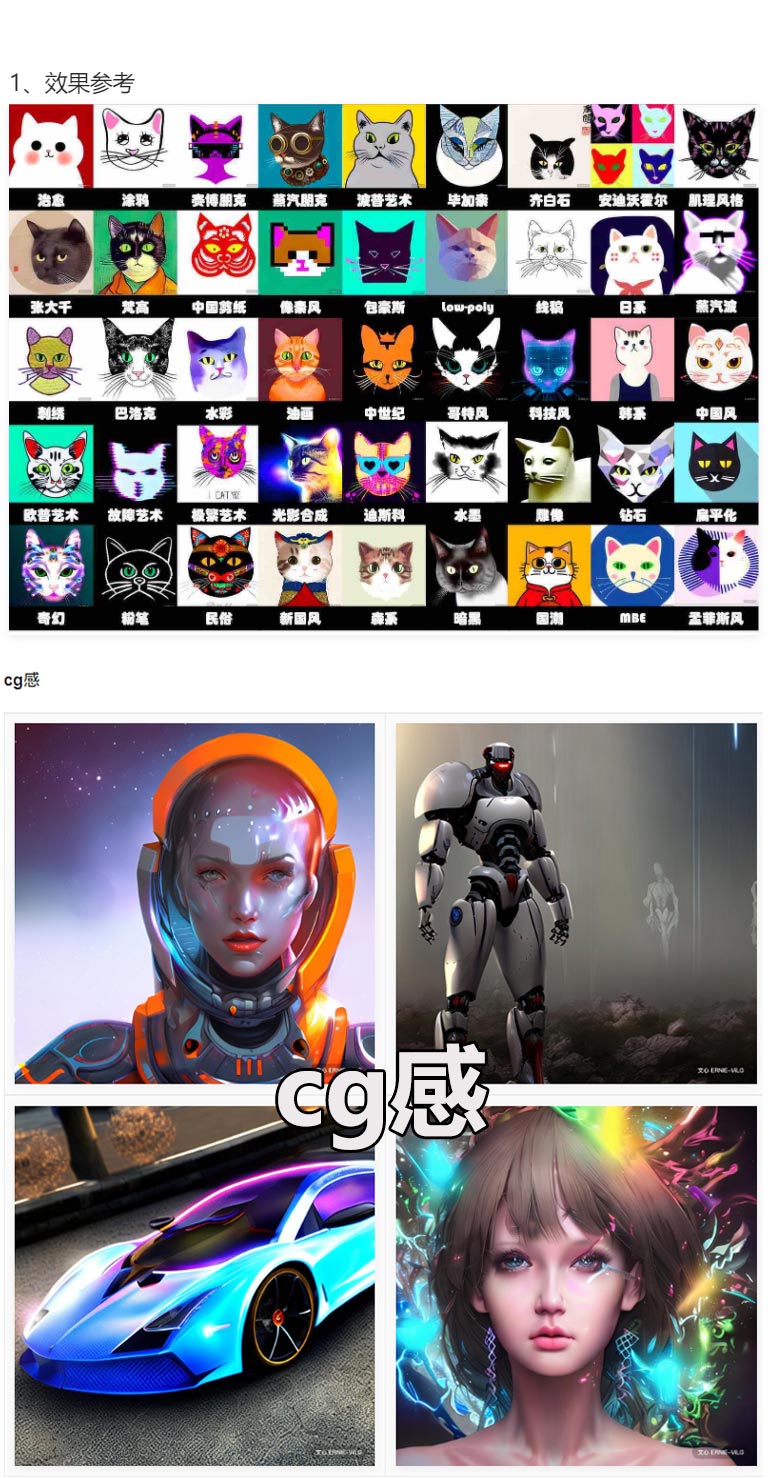 1、效果参考
治愈 涂鸦 赛博朋克 蒸汽朋克 波普艺术 毕加索 齐白石 安迪沃霍尔 肌理风格
张大千 梵高 中国剪纸 像素风 包豪斯 low-poly 线稿 日系 蒸汽波
刺绣 巴洛克 水彩 油画 中世纪 哥特风 科技风 韩系 中国风
I CAT YOE
欧普艺术 故障艺术 极繁艺术 光影合成 迪斯科 水墨 雕像 钻石 扁平化
奇幻 粉笔 民俗 新国风 森系 暗黑 国潮 MBE 孟菲斯风
cg感
文心 ERNIE-ViLG
cg感
文心 ERNIE-ViLG
文心 ERNIE-ViLG